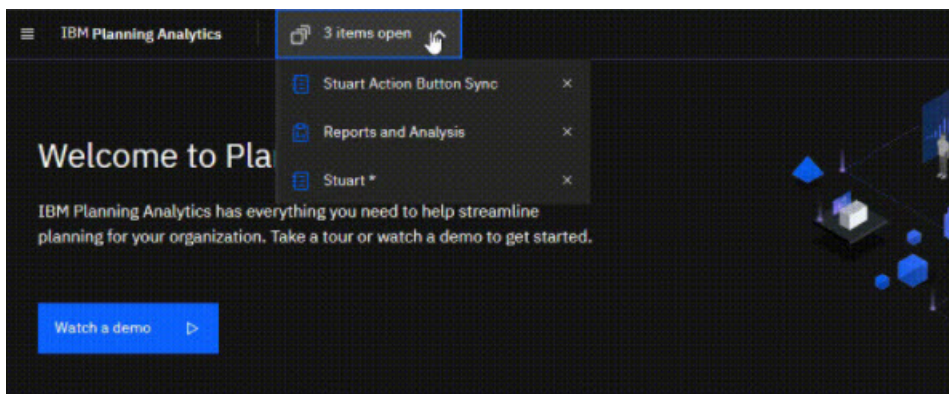 IBM Planning Analytics
3 items open
Stuart Action Button Sync
Reports and Analysis
Stuart *
Welcome to Pla
IBM Planning Analytics has everything you need to help streamline
planning for your organization. Take a tour or watch a demo to get started.
Watch a demo